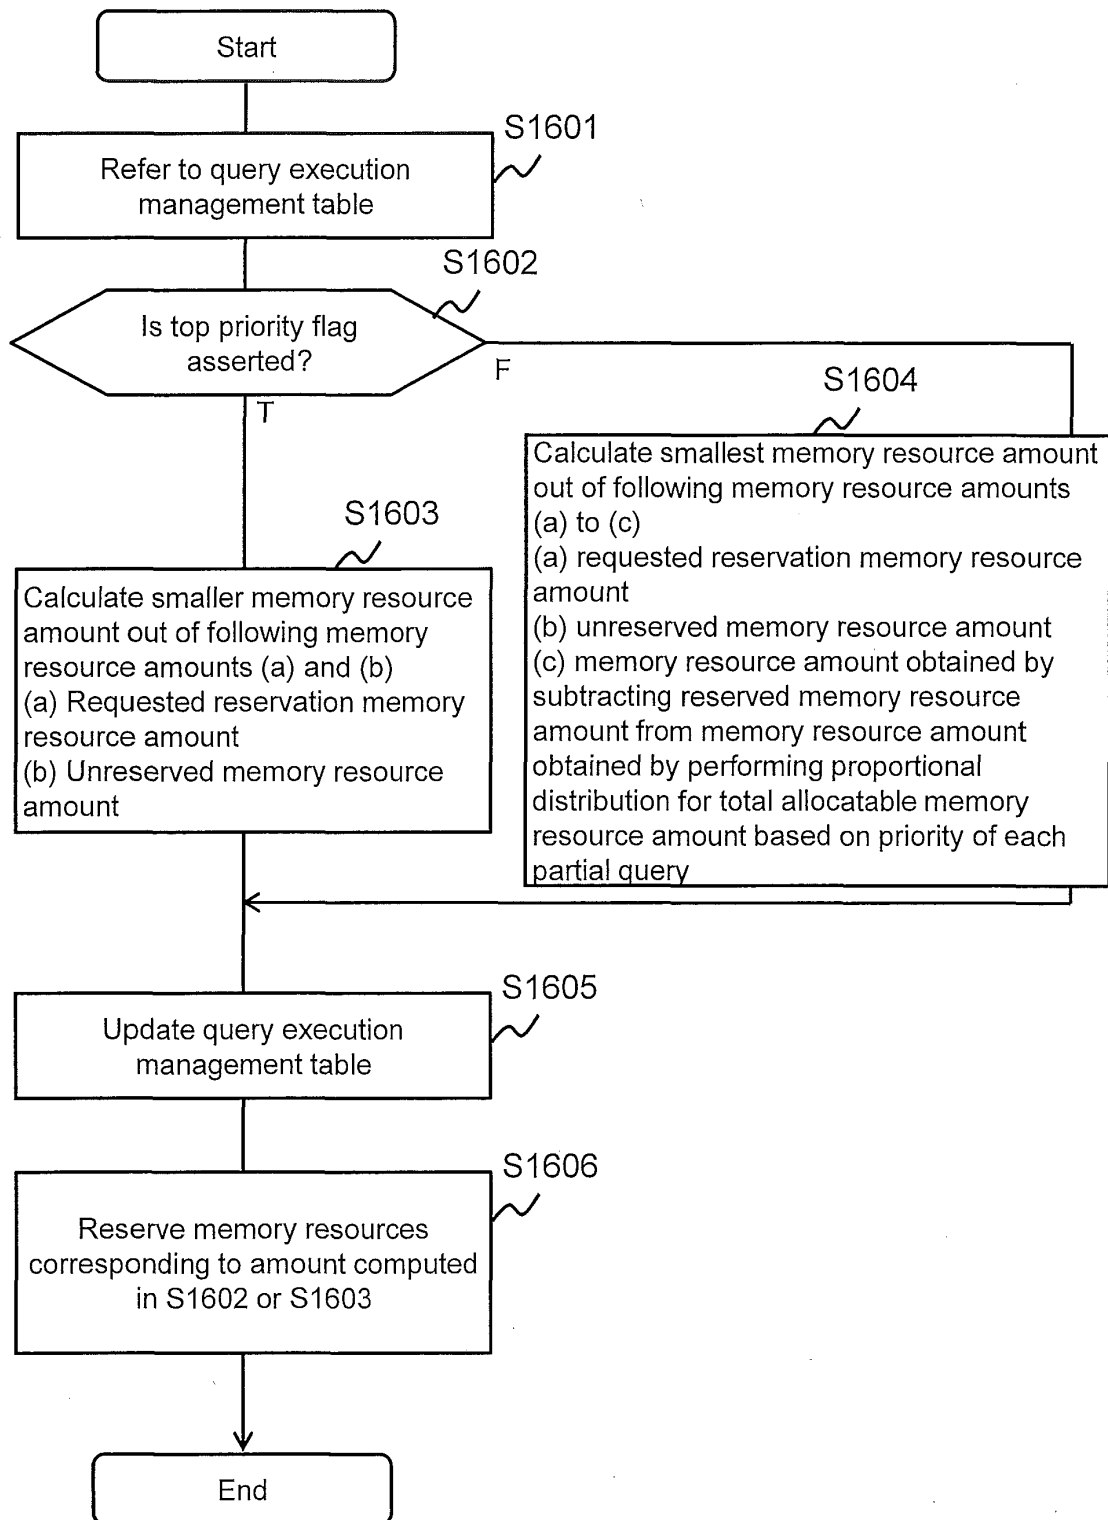 Start
S1601
Refer to query execution
management table
S1602
Is top priority flag
asserted?
F
T
S1604
Calculate smallest memory resource amount
out of following memory resource amounts
(a) to (c)
(a) requested reservation memory resource
amount
(b) unreserved memory resource amount
(c) memory resource amount obtained by
subtracting reserved memory resource
amount from memory resource amount
obtained by performing proportional
distribution for total allocatable memory
resource amount based on priority of each
partial query
S1603
Calculate smaller memory resource
amount out of following memory
resource amounts (a) and (b)
(a) Requested reservation memory
resource amount
(b) Unreserved memory resource
amount
S1605
Update query execution
management table
S1606
Reserve memory resources
corresponding to amount computed
in S1602 or S1603
End